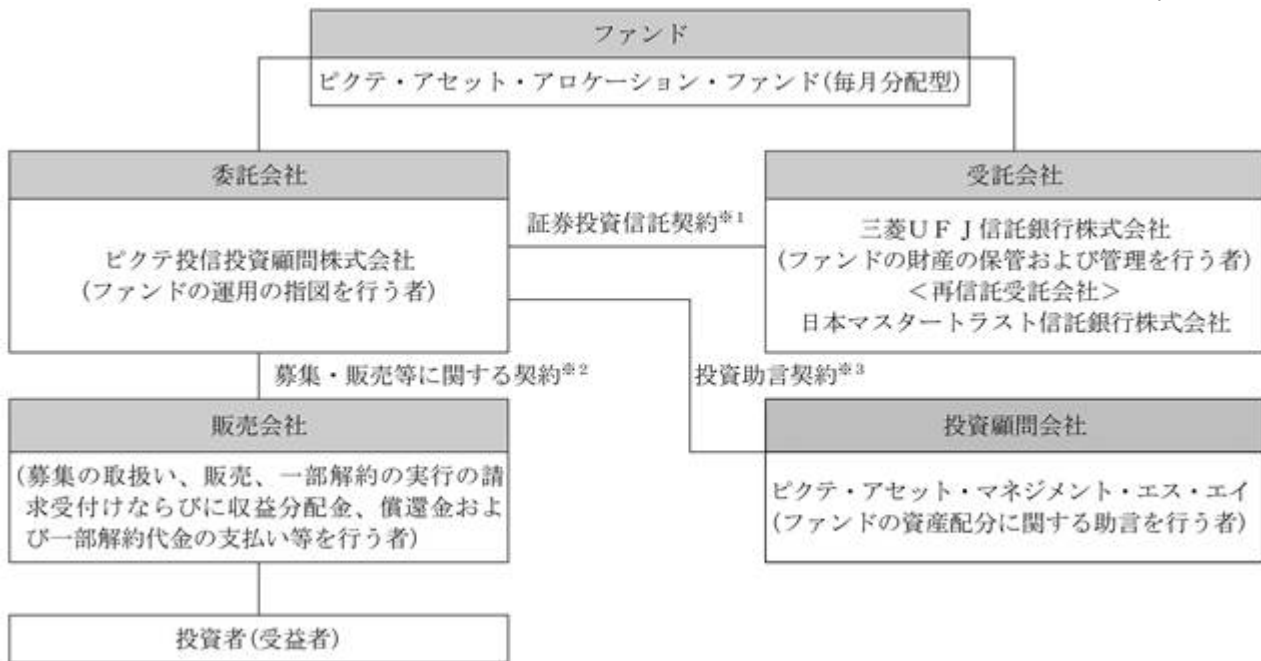 ファンド
ピクテ・アセット・アロケーション・ファンド(毎月分配型)
委託会社
ピクテ投信投資顧問株式会社
(ファンドの運用の指図を行う者)
証券投資信託契約※1
受託会社
三菱UFJ信託銀行株式会社
(ファンドの財産の保管および管理を行う者)
<再信託受託会社>
日本マスタートラスト信託銀行株式会社
募集・販売等に関する契約※2
投資助言契約※3
販売会社
(募集の取扱い、販売、一部解約の実行の請
求受付けならびに収益分配金、償還金およ
び一部解約代金の支払い等を行う者)
投資顧問会社
ピクテ・アセット・マネジメント・エス・エイ
(ファンドの資産配分に関する助言を行う者)
投資者(受益者)